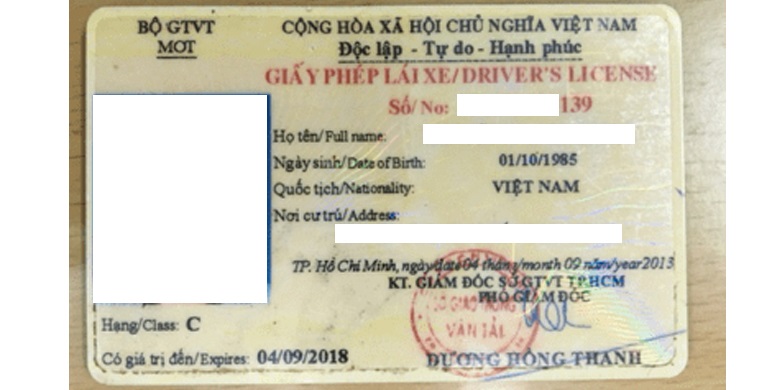 BỘ GTVT
MOT
CỘNG HÒA XÃ HỘI CHỦ NGHĨA VIỆT NAM
Độc lập - Tự do - Hạnh phúc
GIẤY PHÉP LÁI XE/DRIVER'S LICENSE
Số/No: 139
Họ tên/Full name:
Ngày sinh/Date of Birth: 01/10/1985
Quốc tịch/Nationality: VIỆT NAM
Nơi cư trú/Address:
TP. Hồ Chí Minh, ngày/date 04 tháng/month 09 năm/year 2013
KT. GIÁM ĐỐC SỞ GTVT TP.HCM
PHÓ GIÁM ĐỐC
SỞ GIAO THÔNG
VẬN TẢI
Hạng/Class: C
Có giá trị đến/Expires: 04/09/2018
DƯƠNG HỒNG THANH